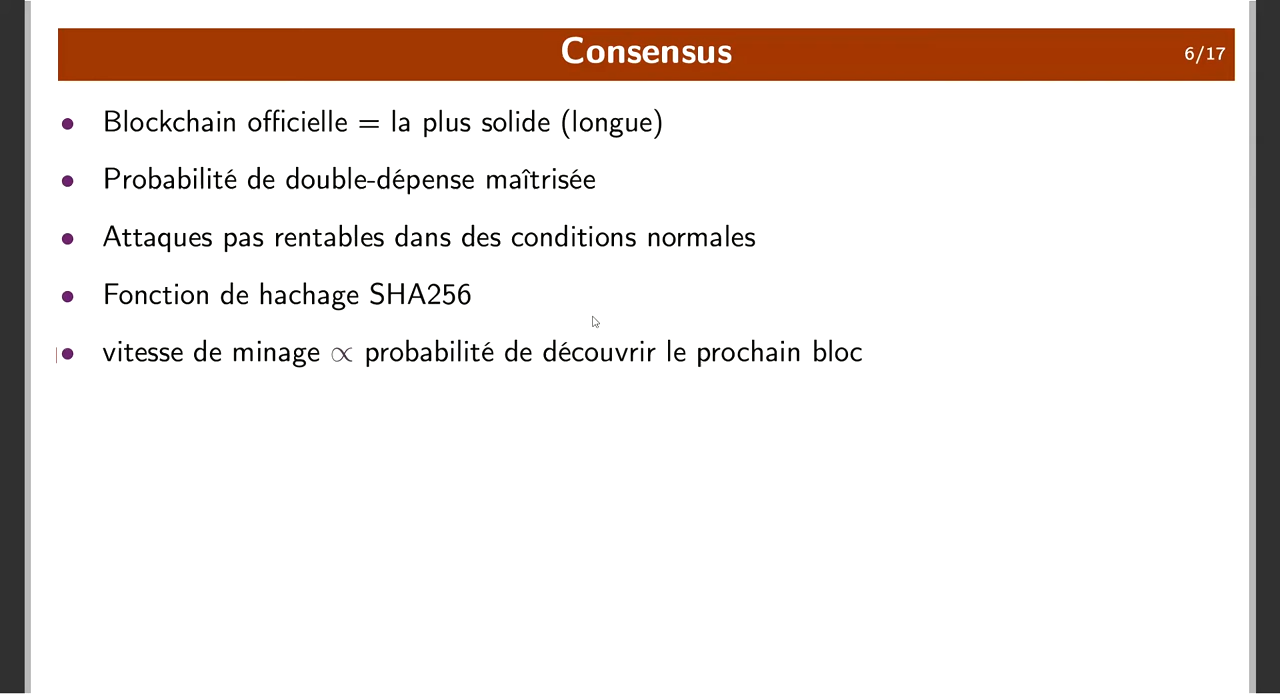 Consensus
6/17
Blockchain officielle = la plus solide (longue)
Probabilité de double-dépense maîtrisée
Attaques pas rentables dans des conditions normales
Fonction de hachage SHA256
vitesse de minage ∝ probabilité de découvrir le prochain bloc